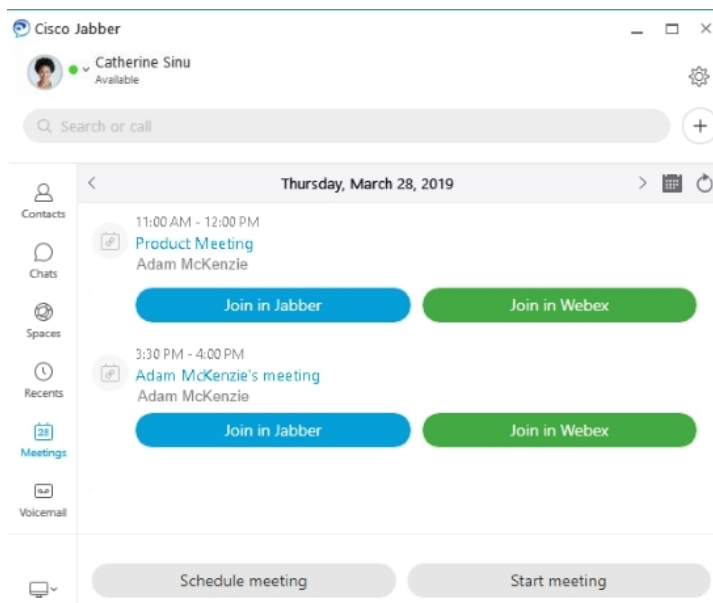 Cisco Jabber
Catherine Sinu
Available
Search or call
Thursday, March 28, 2019
Contacts
Chats
Spaces
Recents
28
Meetings
Voicemail
11:00 AM - 12:00 PM
Product Meeting
Adam McKenzie
Join in Jabber
Join in Webex
3:30 PM - 4:00 PM
Adam McKenzie's meeting
Adam McKenzie
Join in Jabber
Join in Webex
Schedule meeting
Start meeting